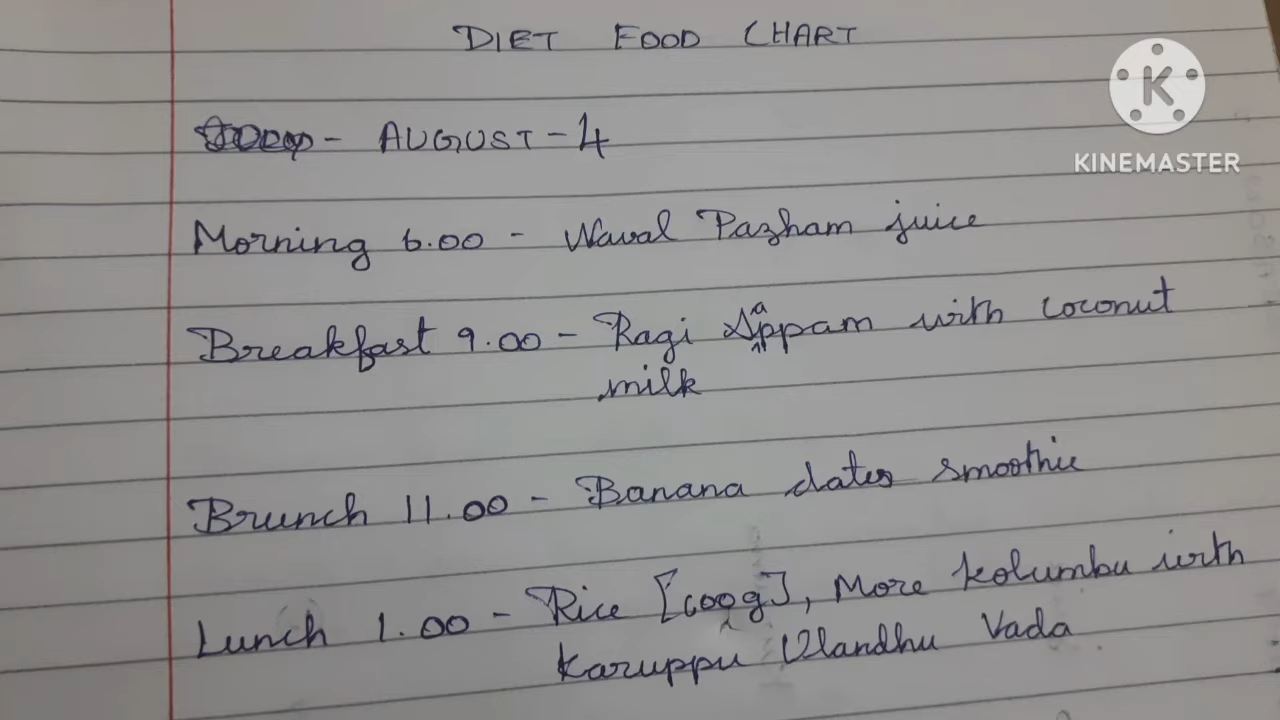 DIET FOOD CHART
KINEMASTER
- AUGUST - 4
Morning 6.00 - Naval Pazham juice
Breakfast 9.00 - Ragi Aappam with coconut
milk
Brunch 11.00 - Banana dates smoothie
Lunch 1.00 - Rice [100g], More kolumbu with
Karuppu Ulandhu Vada